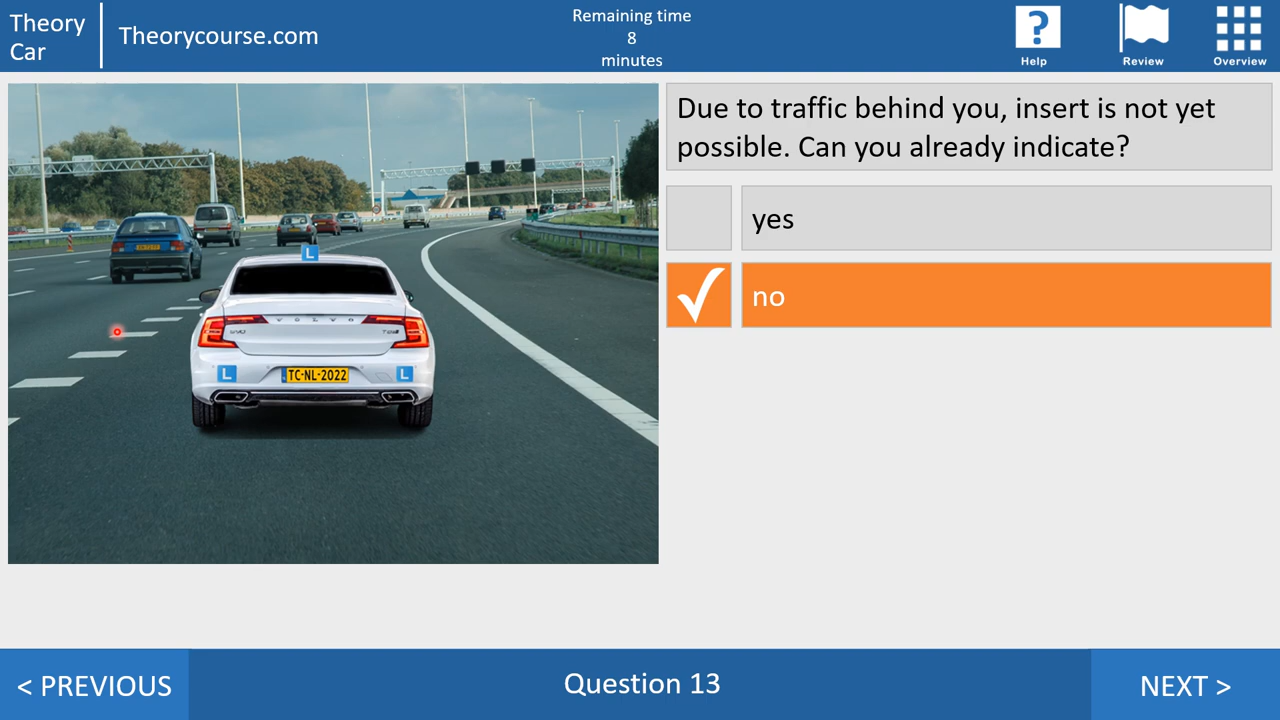 Theory
Car
Theorycourse.com
Remaining time
8
minutes
Help
Review
Overview
Due to traffic behind you, insert is not yet
possible. Can you already indicate?
yes
no
L
VOLVO
L
TC-NL-2022
L
< PREVIOUS
Question 13
NEXT >